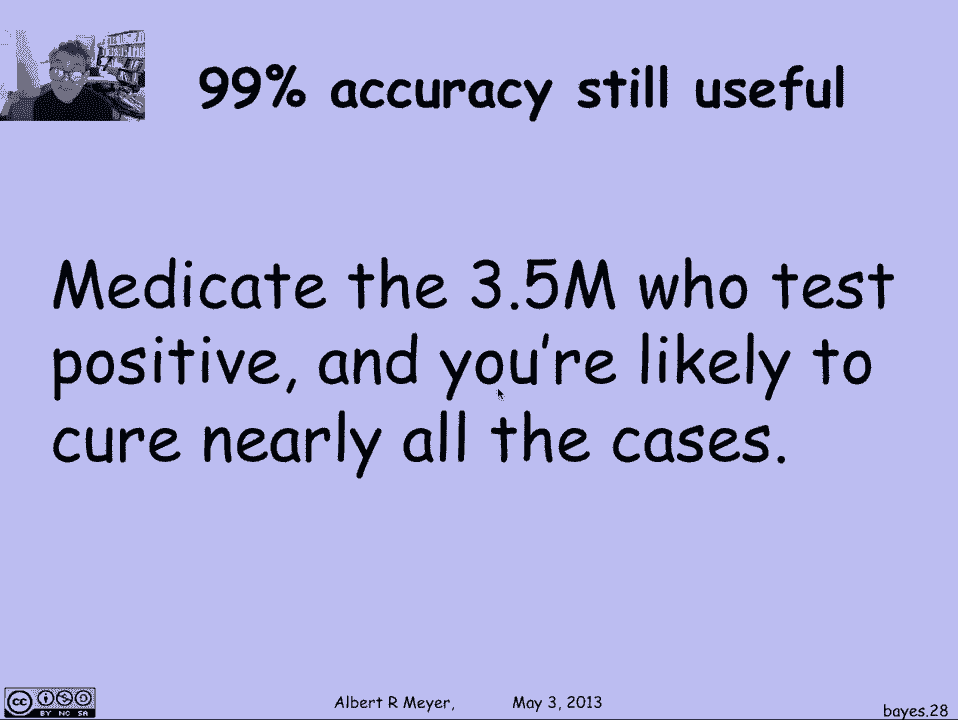 99% accuracy still useful
Medicate the 3.5M who test
positive, and you're likely to
cure nearly all the cases.
cc BY NC SA
Albert R Meyer, May 3, 2013
bayes.28